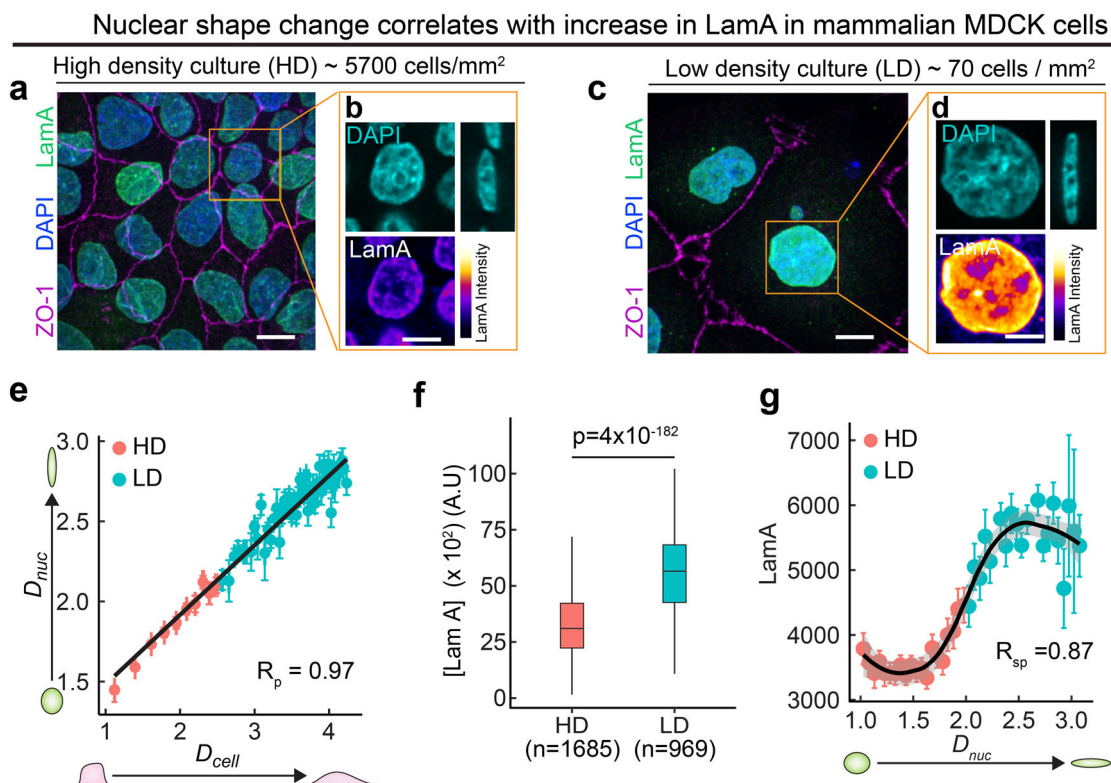 Nuclear shape change correlates with increase in LamA in mammalian MDCK cells
High density culture (HD) ~ 5700 cells/mm²
Low density culture (LD) ~ 70 cells / mm²
a
ZO-1 DAPI LamA
b
DAPI
LamA
LamA Intensity
c
ZO-1 DAPI LamA
d
DAPI
LamA
LamA Intensity
e
HD
LD
D_nuc
3.0
2.5
2.0
1.5
R_p = 0.97
1 2 3 4
D_cell
f
p=4x10⁻¹⁸²
[Lam A] (x 10²) (A.U)
100
75
50
25
0
HD LD
(n=1685) (n=969)
g
HD
LD
LamA
7000
6000
5000
4000
3000
R_sp =0.87
1.0 1.5 2.0 2.5 3.0
D_nuc